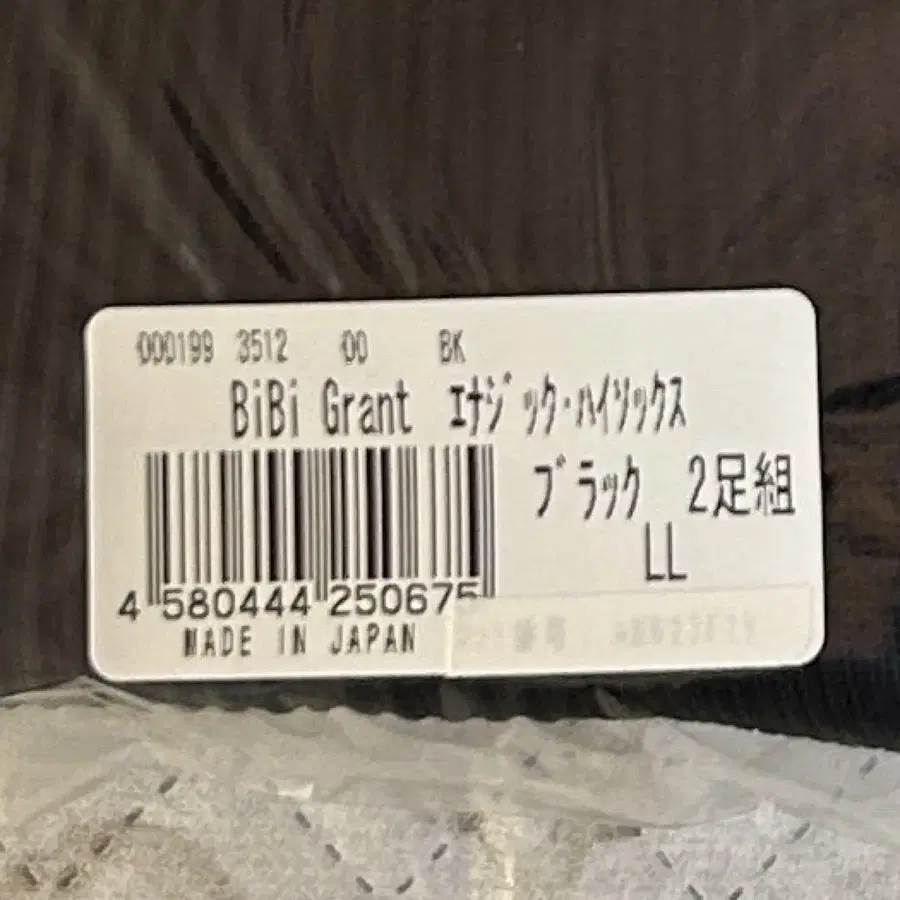 000199 3512 00 BK
BiBi Grant ｴﾅｼﾞｯｸ･ﾊｲｿｯｸｽ
ﾌﾞﾗｯｸ 2足組
LL
4 580444 250675
MADE IN JAPAN